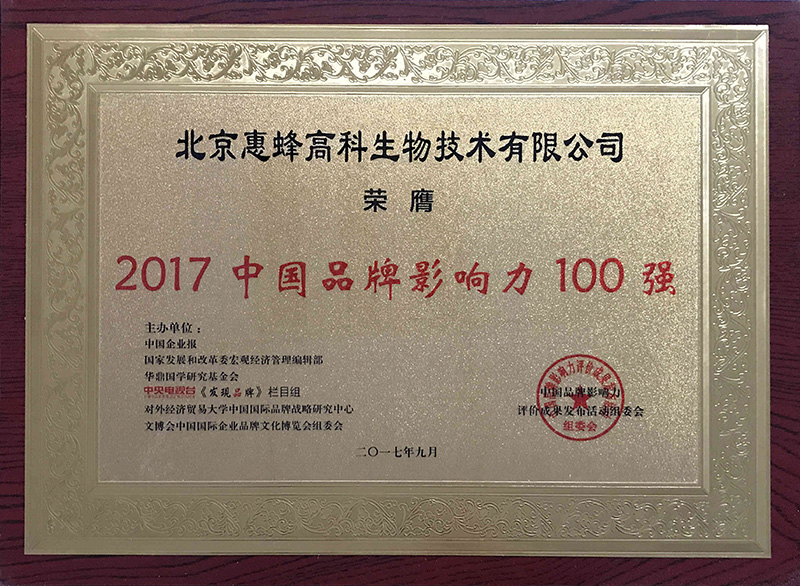 北京惠蜂高科生物技术有限公司
荣膺
2017 中国品牌影响力 100 强
主办单位：
中国企业报
国家发展和改革委宏观经济管理编辑部
华鼎国学研究基金会
中央电视台《发现品牌》栏目组
对外经济贸易大学中国国际品牌战略研究中心
文博会中国国际企业品牌文化博览会组委会
中国品牌影响力
评价成果发布活动组委会
组委会
二〇一七年九月